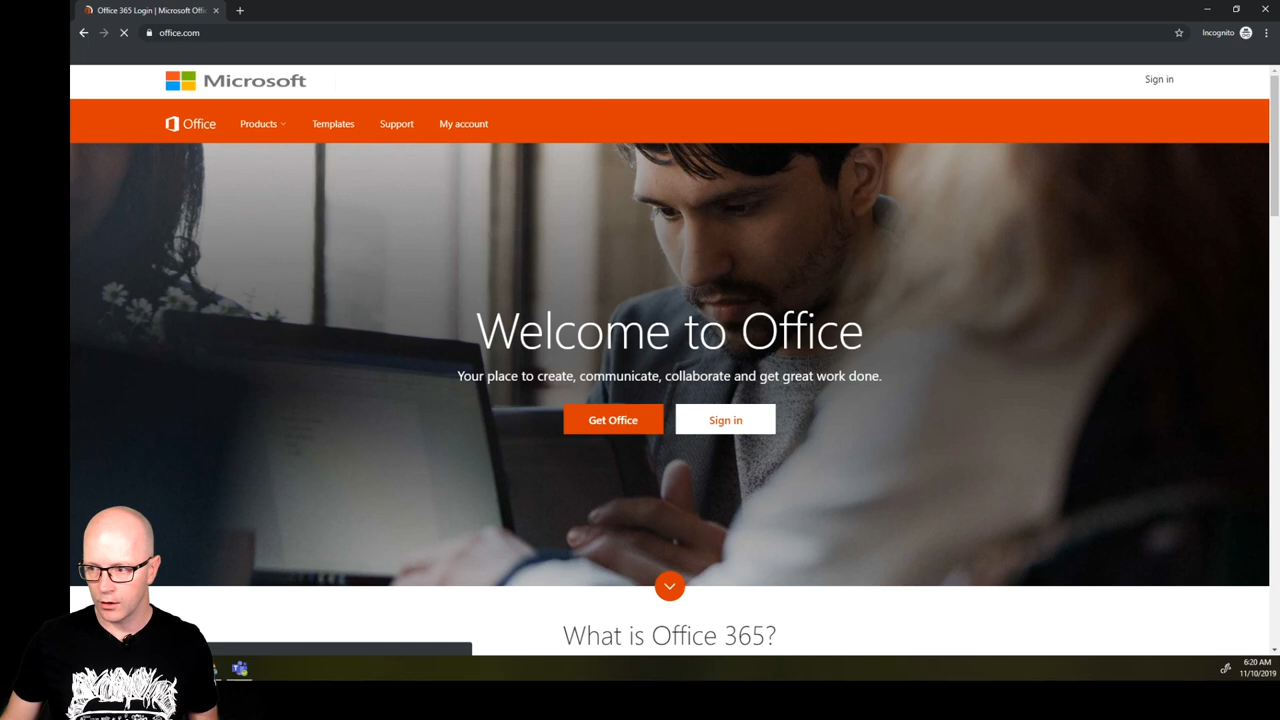 Office 365 Login | Microsoft Offi
office.com
Incognito
Microsoft
Sign in
Office
Products
Templates
Support
My account
Welcome to Office
Your place to create, communicate, collaborate and get great work done.
Get Office
Sign in
What is Office 365?
6:20 AM
11/10/2019